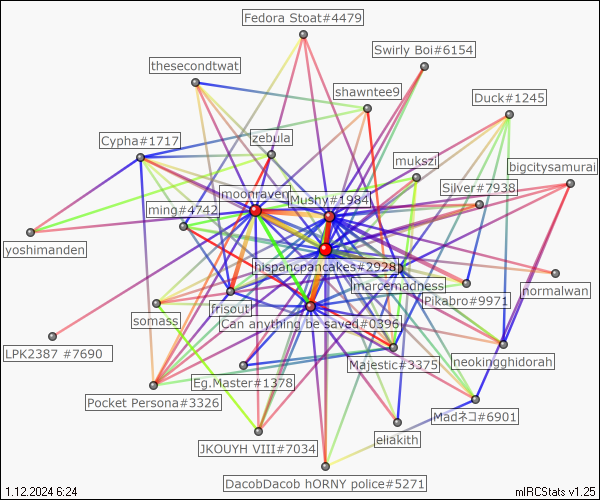 Fedora Stoat#4479
Swirly Boi#6154
thesecondtwat
shawntee9
Duck#1245
Cypha#1717
zebula
mukszi
bigcitysamurai
Silver#7938
moonraven
Mushy#1984
ming#4742
yoshimanden
hispancpancakes#2928
marcemadness
normalwan
Pikabro#9971
somass
frisout
Can anything be saved#0396
LPK2387 #7690
Majestic#3375
neokingghidorah
Eg.Master#1378
Pocket Persona#3326
Madネコ#6901
eliakith
JKOUYH VIII#7034
DacobDacob hORNY police#5271
1.12.2024 6:24
mIRCStats v1.25